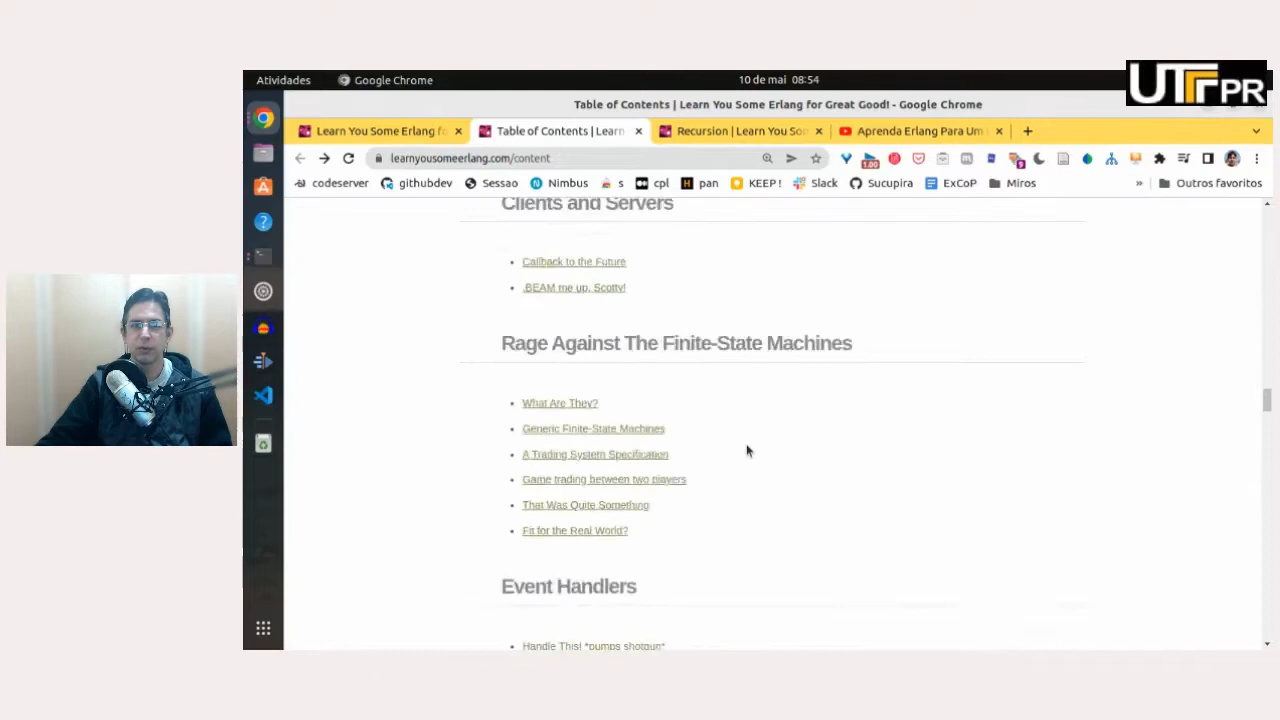 UTFPR
Atividades Google Chrome 10 de mai 08:54
Table of Contents | Learn You Some Erlang for Great Good! - Google Chrome
Learn You Some Erlang fo Table of Contents | Learn Recursion | Learn You So Aprenda Erlang Para Um
learnyousomeerlang.com/content
1.00
codeserver githubdev Sessao Nimbus s cpl H pan KEEP! Slack Sucupira ExCoP Miros » Outros favoritos
Clients and Servers
Callback to the Future
.BEAM me up, Scotty!
Rage Against The Finite-State Machines
What Are They?
Generic Finite-State Machines
A Trading System Specification
Game trading between two players
That Was Quite Something
Fit for the Real World?
Event Handlers
Handle This! *pumps shotgun*